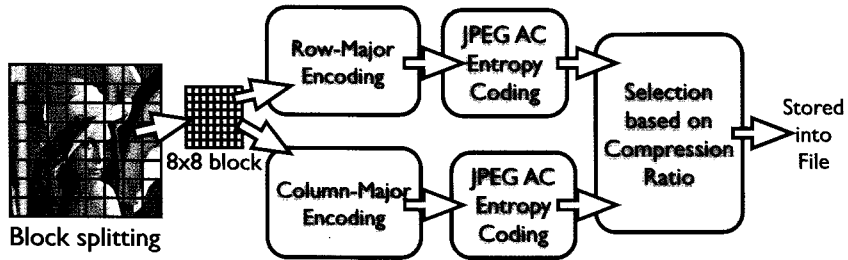 Block splitting
8x8 block
Row-Major
Encoding
JPEG AC
Entropy
Coding
Column-Major
Encoding
JPEG AC
Entropy
Coding
Selection
based on
Compression
Ratio
Stored
into
File